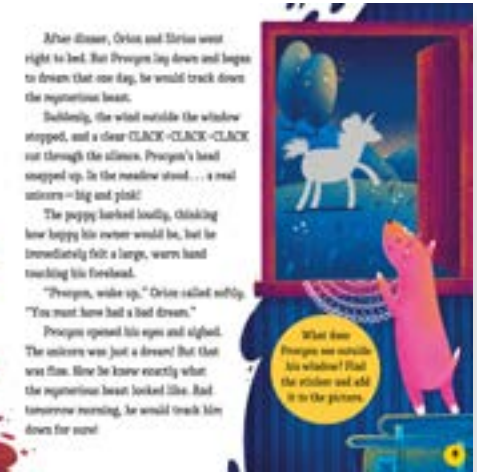 After dinner, Orion and Sirius went
right to bed. But Procyon lay down and began
to dream that one day, he would track down
the mysterious beast.
Suddenly, the wind outside the window
stopped, and a clear CLACK-CLACK-CLACK
cut through the silence. Procyon's head
snapped up. In the meadow stood... a real
unicorn—big and pink!
The puppy barked loudly, thinking
how happy his owner would be, but he
immediately felt a large, warm hand
touching his forehead.
"Procyon, wake up," Orion called softly.
"You must have had a bad dream."
Procyon opened his eyes and sighed.
The unicorn was just a dream! But that
was fine. Now he knew exactly what
the mysterious beast looked like. And
tomorrow morning, he would track him
down for sure!
What does
Procyon see outside
his window? Find
the sticker and add
it to the picture.